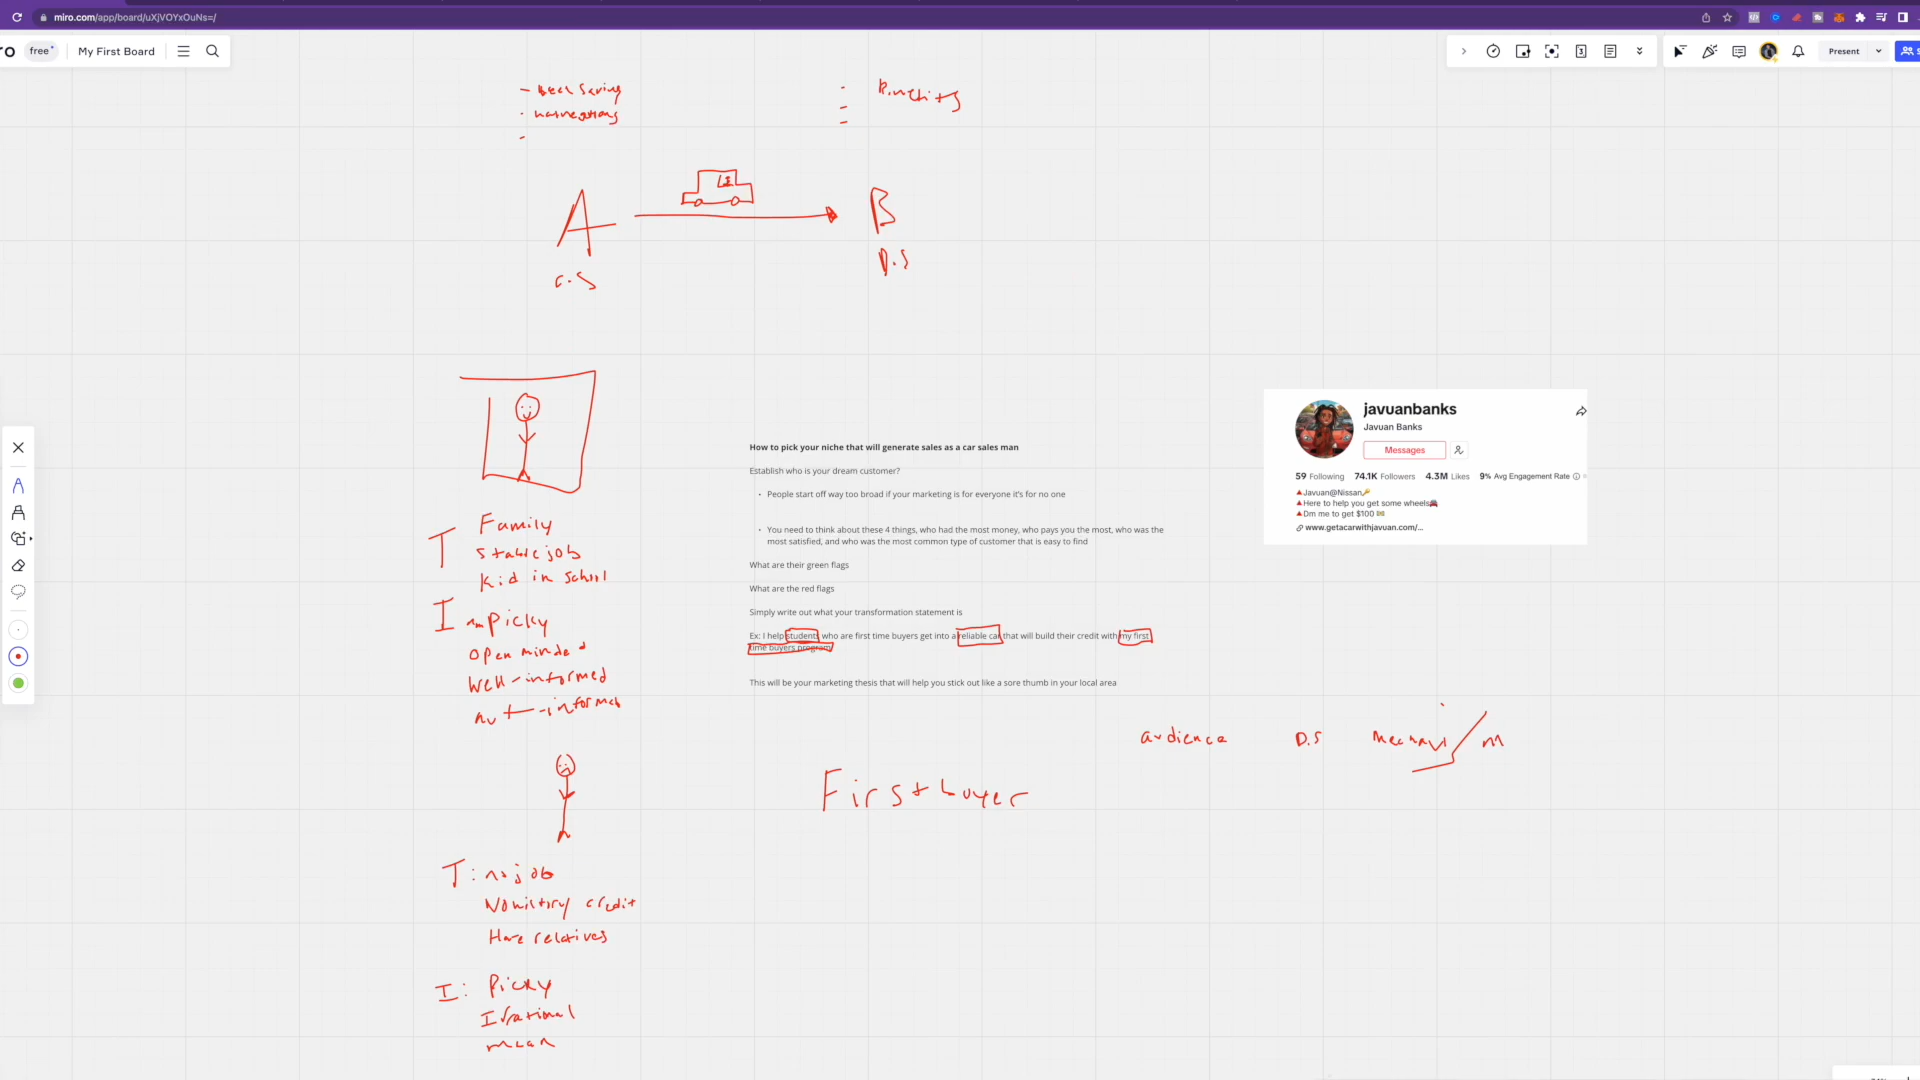 miro.com/app/board/uXjVOYxOuNs=/
ro free My First Board
3 Present
- Been saving
Benefits
A
B
C.S
D.S
How to pick your niche that will generate sales as a car sales man
Establish who is your dream customer?
• People start off way too broad if your marketing is for everyone it's for no one
• You need to think about these 4 things, who had the most money, who pays you the most, who was the
most satisfied, and who was the most common type of customer that is easy to find
What are their green flags
What are the red flags
Simply write out what your transformation statement is
Ex: I help students who are first time buyers get into a reliable car that will build their credit with my first
time buyers program
This will be your marketing thesis that will help you stick out like a sore thumb in your local area
javuanbanks
Javuan Banks
Messages
59 Following 74.1K Followers 4.3M Likes 9% Avg Engagement Rate
Javuan@Nissan
Here to help you get some wheels
Dm me to get $100
www.getacarwithjavuan.com/...
T Family
stable job
Kid in school
I picky
open minded
well-informed
audience D.S
First buyer
T: no job
credit
Have relatives
I: Picky
Irrational
mean